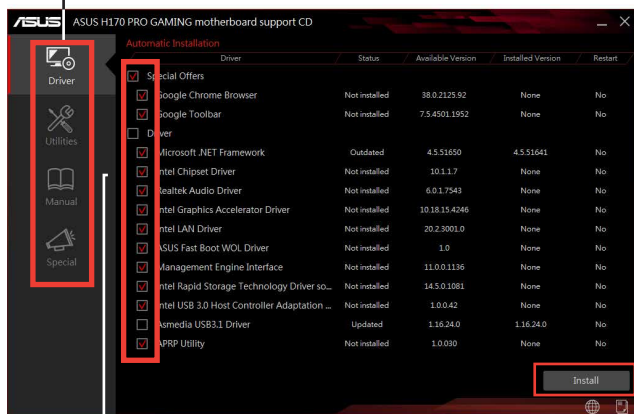 ASUS ASUS H170 PRO GAMING motherboard support CD
Automatic Installation
Driver Status Available Version Installed Version Restart
Special Offers
Google Chrome Browser Not installed 38.0.2125.92 None No
Google Toolbar Not installed 7.5.4501.1952 None No
Driver
Microsoft .NET Framework Outdated 4.5.51650 4.5.51641 No
Intel Chipset Driver Not installed 10.1.1.7 None No
Realtek Audio Driver Not installed 6.0.1.7543 None No
Intel Graphics Accelerator Driver Not installed 10.18.15.4246 None No
Intel LAN Driver Not installed 20.2.3001.0 None No
ASUS Fast Boot WOL Driver Not installed 1.0 None No
Management Engine Interface Not installed 11.0.0.1136 None No
Intel Rapid Storage Technology Driver so... Not installed 14.5.0.1081 None No
Intel USB 3.0 Host Controller Adaptation ... Not installed 1.0.0.42 None No
Asmedia USB3.1 Driver Updated 1.16.24.0 1.16.24.0 No
APRP Utility Not installed 1.0.030 None No
Driver
Utilities
Manual
Special
Install